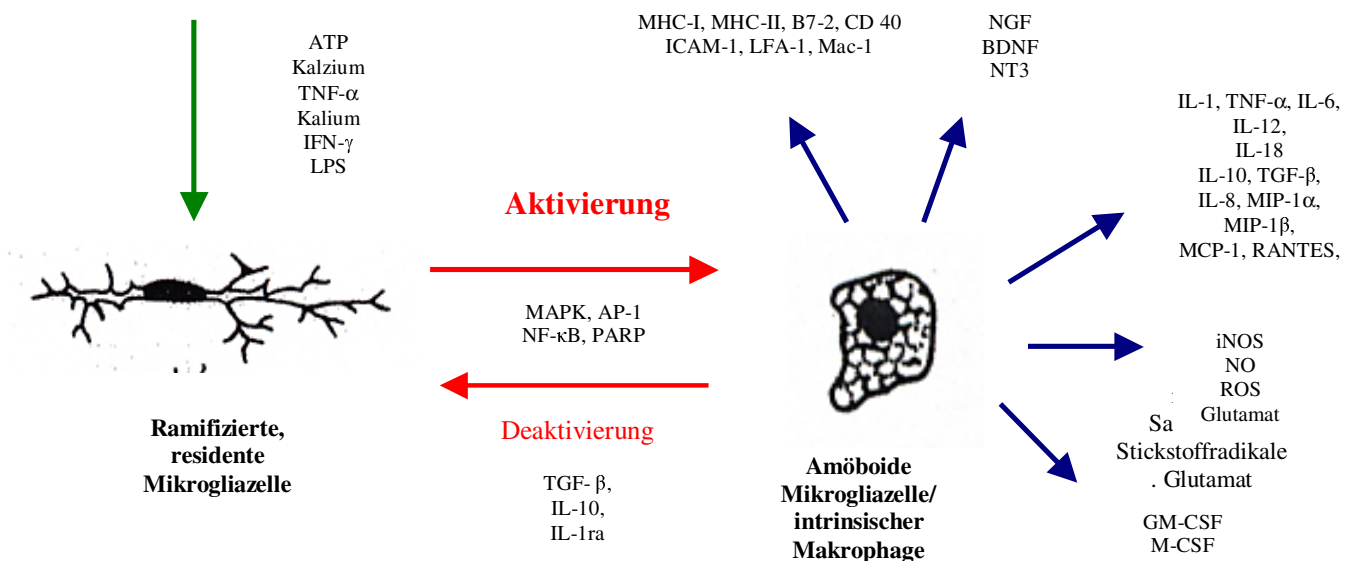 ATP
Kalzium
TNF-α
Kalium
IFN-γ
LPS
MHC-I, MHC-II, B7-2, CD 40
ICAM-1, LFA-1, Mac-1
NGF
BDNF
NT3
IL-1, TNF-α, IL-6,
IL-12,
IL-18
IL-10, TGF-β,
IL-8, MIP-1α,
MIP-1β,
MCP-1, RANTES,
Aktivierung
MAPK, AP-1
NF-κB, PARP
Deaktivierung
TGF- β,
IL-10,
IL-1ra
Ramifizierte,
residente
Mikrogliazelle
Amöboide
Mikrogliazelle/
intrinsischer
Makrophage
iNOS
NO
ROS
Glutamat
Sa
Stickstoffradikale
. Glutamat
GM-CSF
M-CSF